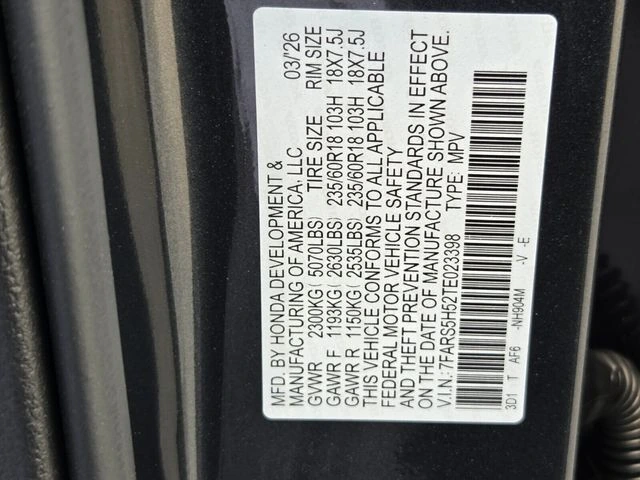 MFD. BY HONDA DEVELOPMENT &
MANUFACTURING OF AMERICA, LLC 03/'26
GVWR 2300KG( 5070LBS) TIRE SIZE RIM SIZE
GAWR F 1193KG( 2630LBS) 235/60R18 103H 18X7.5J
GAWR R 1150KG( 2535LBS) 235/60R18 103H 18X7.5J
THIS VEHICLE CONFORMS TO ALL APPLICABLE
FEDERAL MOTOR VEHICLE SAFETY
AND THEFT PREVENTION STANDARDS IN EFFECT
ON THE DATE OF MANUFACTURE SHOWN ABOVE.
V.I.N.: 7FARS5H52TE023398 TYPE: MPV
3D1 T AF6 -NH904M -V -E